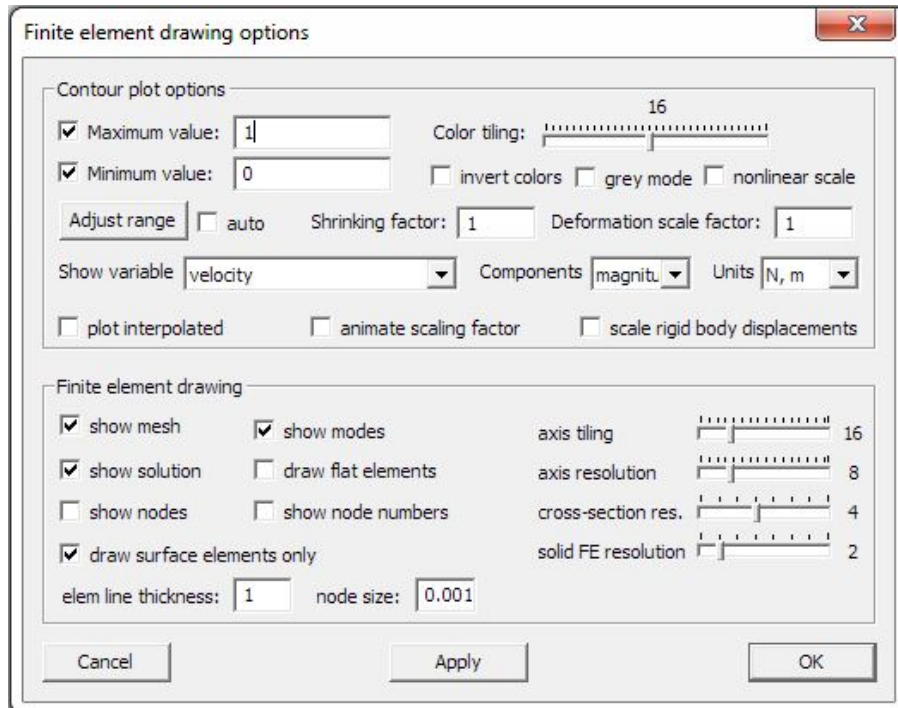 Finite element drawing options
Contour plot options
16
Maximum value: 1 Color tiling:
Minimum value: 0 invert colors grey mode nonlinear scale
Adjust range auto Shrinking factor: 1 Deformation scale factor: 1
Show variable velocity Components magnitu Units N, m
plot interpolated animate scaling factor scale rigid body displacements
Finite element drawing
show mesh show modes axis tiling 16
show solution draw flat elements axis resolution 8
show nodes show node numbers cross-section res. 4
draw surface elements only solid FE resolution 2
elem line thickness: 1 node size: 0.001
Cancel Apply OK